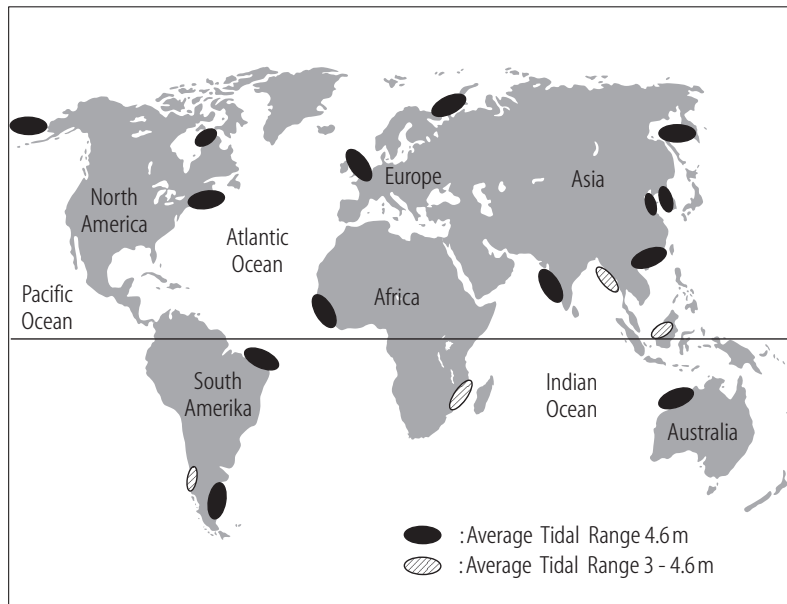 North
America
Atlantic
Ocean
Pacific
Ocean
Europe
Asia
Africa
South
Amerika
Indian
Ocean
Australia
: Average Tidal Range 4.6 m
: Average Tidal Range 3 - 4.6 m